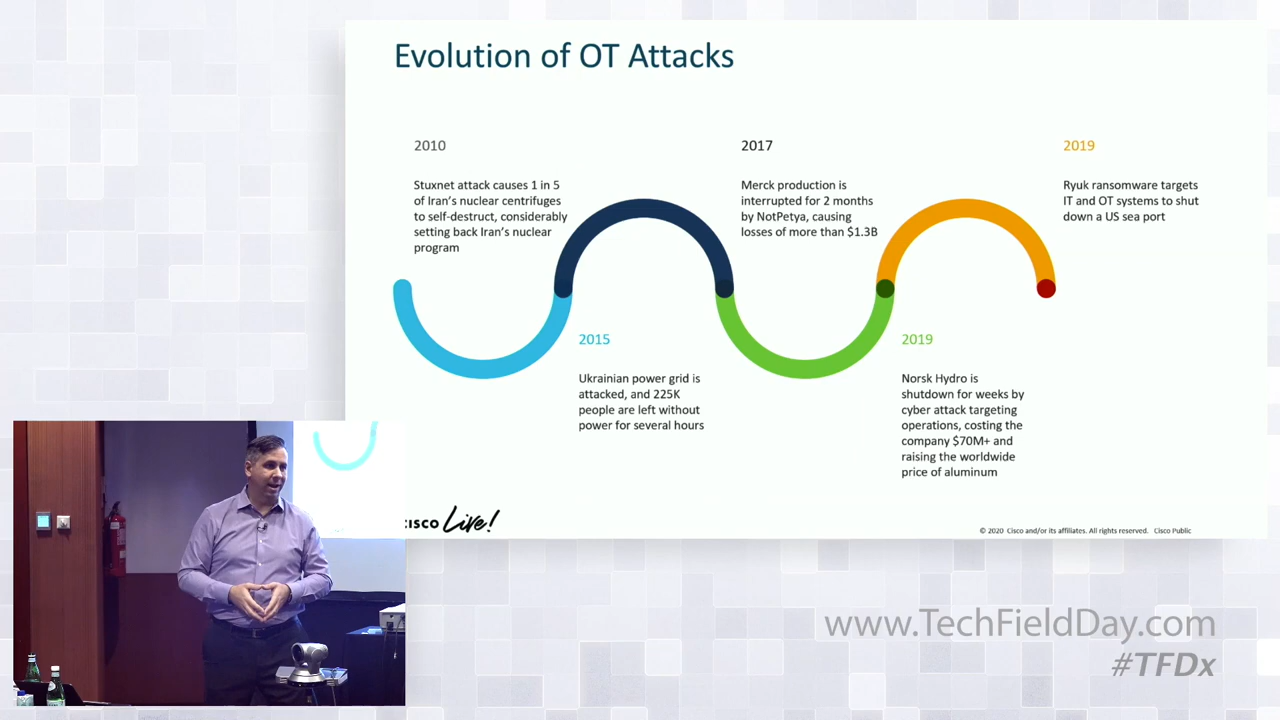 Evolution of OT Attacks
2010
Stuxnet attack causes 1 in 5
of Iran's nuclear centrifuges
to self-destruct, considerably
setting back Iran's nuclear
program
2015
Ukrainian power grid is
attacked, and 225K
people are left without
power for several hours
2017
Merck production is
interrupted for 2 months
by NotPetya, causing
losses of more than $1.3B
2019
Norsk Hydro is
shutdown for weeks by
cyber attack targeting
operations, costing the
company $70M+ and
raising the worldwide
price of aluminum
2019
Ryuk ransomware targets
IT and OT systems to shut
down a US sea port
cisco Live!
© 2020 Cisco and/or its affiliates. All rights reserved. Cisco Public
www.TechFieldDay.com
#TFDx